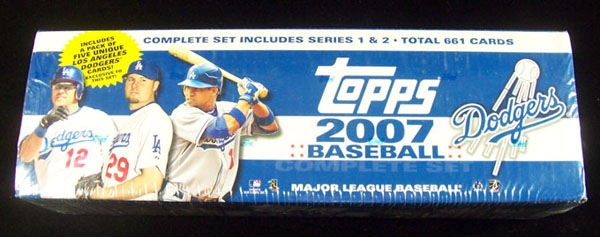 COMPLETE SET INCLUDES SERIES 1 & 2 • TOTAL 661 CARDS
INCLUDES
A PACK OF
FIVE UNIQUE
LOS ANGELES
DODGERS
CARDS!
EXCLUSIVE TO
THIS SET!
Topps
2007
BASEBALL
COMPLETE SET
MAJOR LEAGUE BASEBALL
Dodgers
Dodgers
12
29
LA